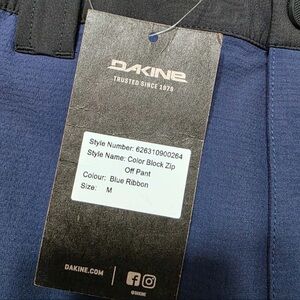 DAKINE
TRUSTED SINCE 1979
Style Number: 626310900264
Style Name: Color Block Zip
Off Pant
Colour: Blue Ribbon
Size: M
DAKINE.COM
@DAKINE